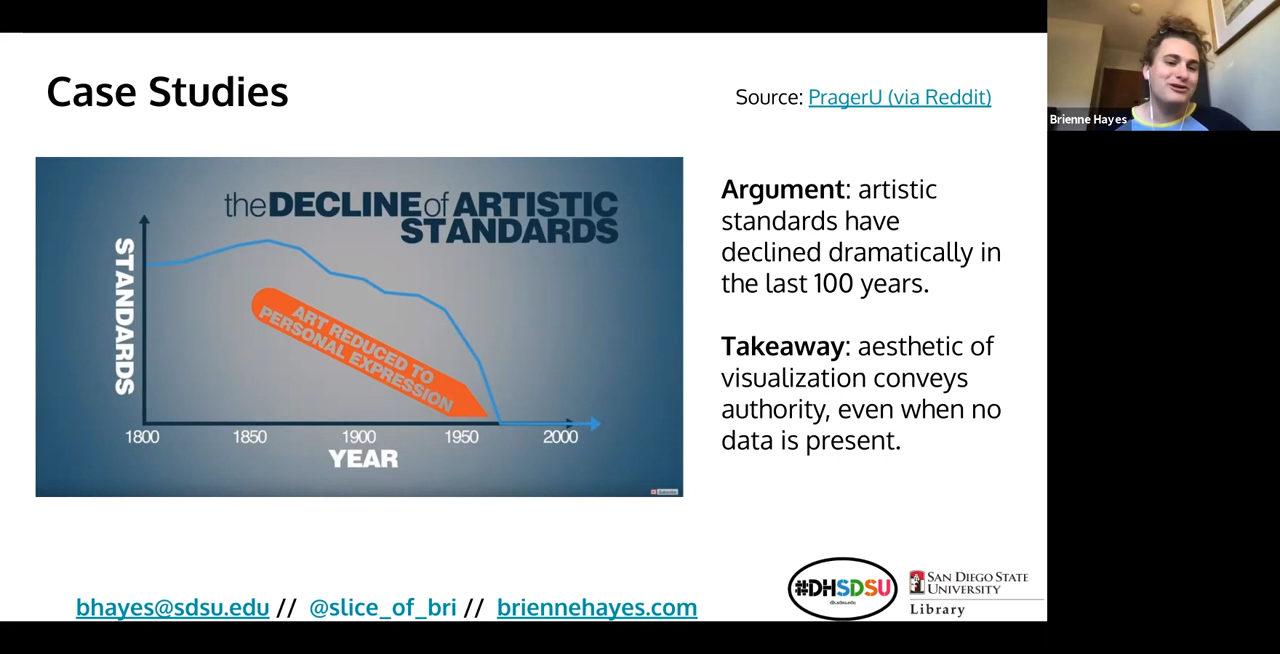 Case Studies
Source: PragerU (via Reddit)
Brienne Hayes
the DECLINE of ARTISTIC
STANDARDS
STANDARDS
ART REDUCED TO
PERSONAL EXPRESSION
1800 1850 1900 1950 2000
YEAR
Argument: artistic
standards have
declined dramatically in
the last 100 years.
Takeaway: aesthetic of
visualization conveys
authority, even when no
data is present.
bhayes@sdsu.edu // @slice_of_bri // briennehayes.com
#DHSDSU
SAN DIEGO STATE
UNIVERSITY
Library